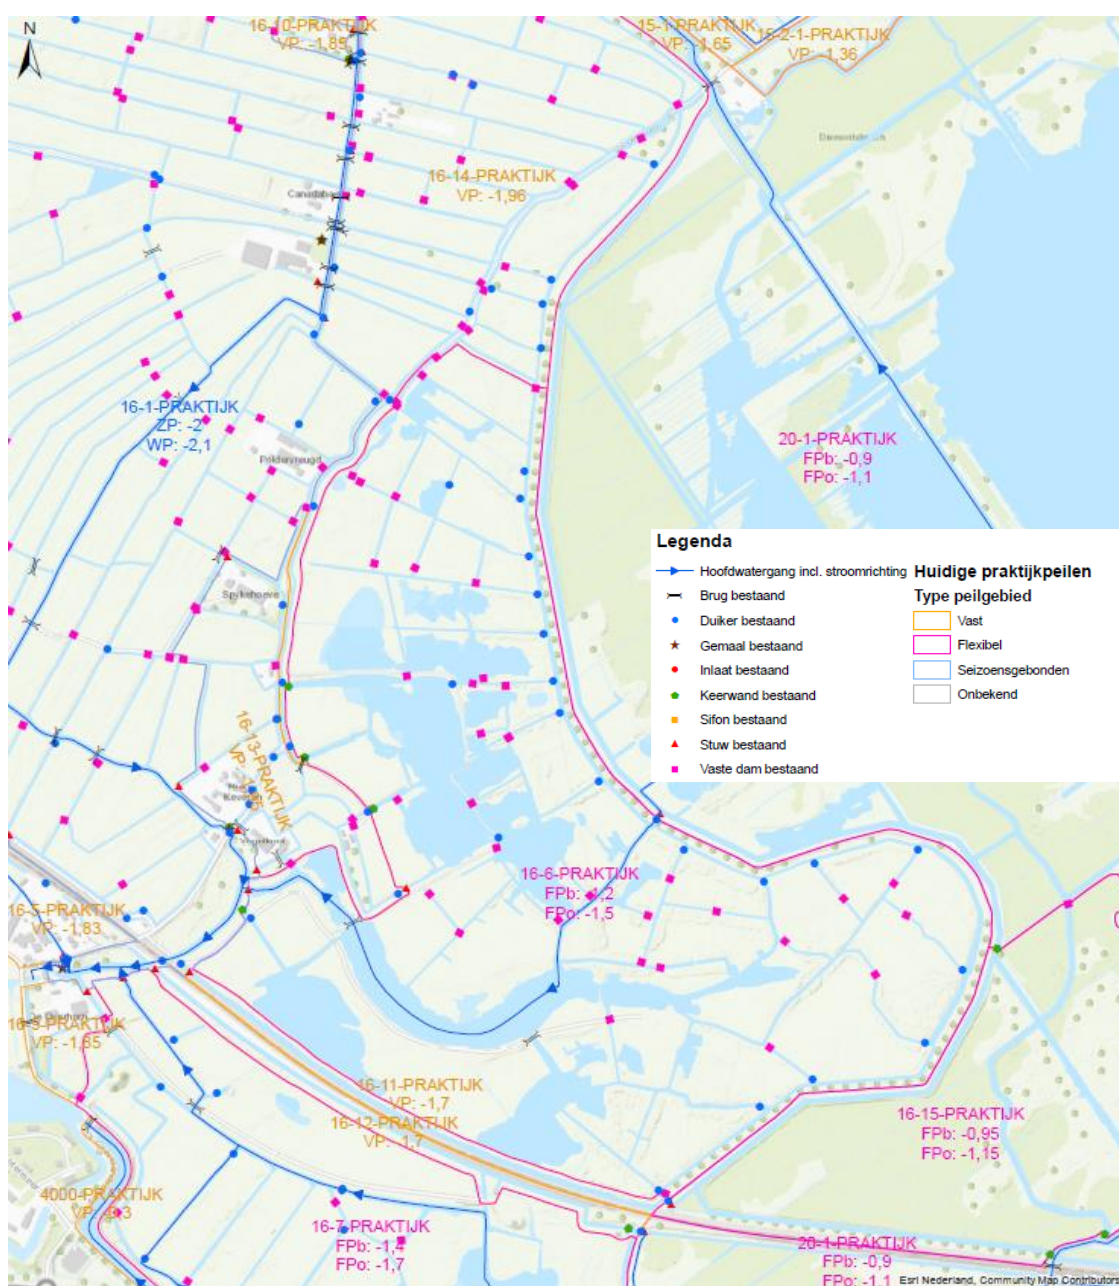 N
16-10-PRAKTIJK
VP: -1,85
15-1-PRAKTIJK
VP: -1,65
15-2-1-PRAKTIJK
VP: -1,36
16-14-PRAKTIJK
VP: -1,96
16-1-PRAKTIJK
ZP: -2
WP: -2,1
Poldervreugd
20-1-PRAKTIJK
FPb: -0,9
FPo: -1,1
Legenda
Hoofdwatergang incl. stroomrichting
Brug bestaand
Duiker bestaand
Gemaal bestaand
Inlaat bestaand
Keerwand bestaand
Sifon bestaand
Stuw bestaand
Vaste dam bestaand
Huidige praktijkpeilen
Type peilgebied
Vast
Flexibel
Seizoensgebonden
Onbekend
Spykehoeve
16-13-PRAKTIJK
16-6-PRAKTIJK
FPb: -1,2
FPo: -1,5
16-5-PRAKTIJK
VP: -1,83
VP: -1,65
16-11-PRAKTIJK
VP: -1,7
16-12-PRAKTIJK
VP: -1,7
16-15-PRAKTIJK
FPb: -0,95
FPo: -1,15
4000-PRAKTIJK
16-7-PRAKTIJK
FPb: -1,4
FPo: -1,7
20-1-PRAKTIJK
FPb: -0,9
FPo: -1,1
Esri Nederland, Community Map Contributors